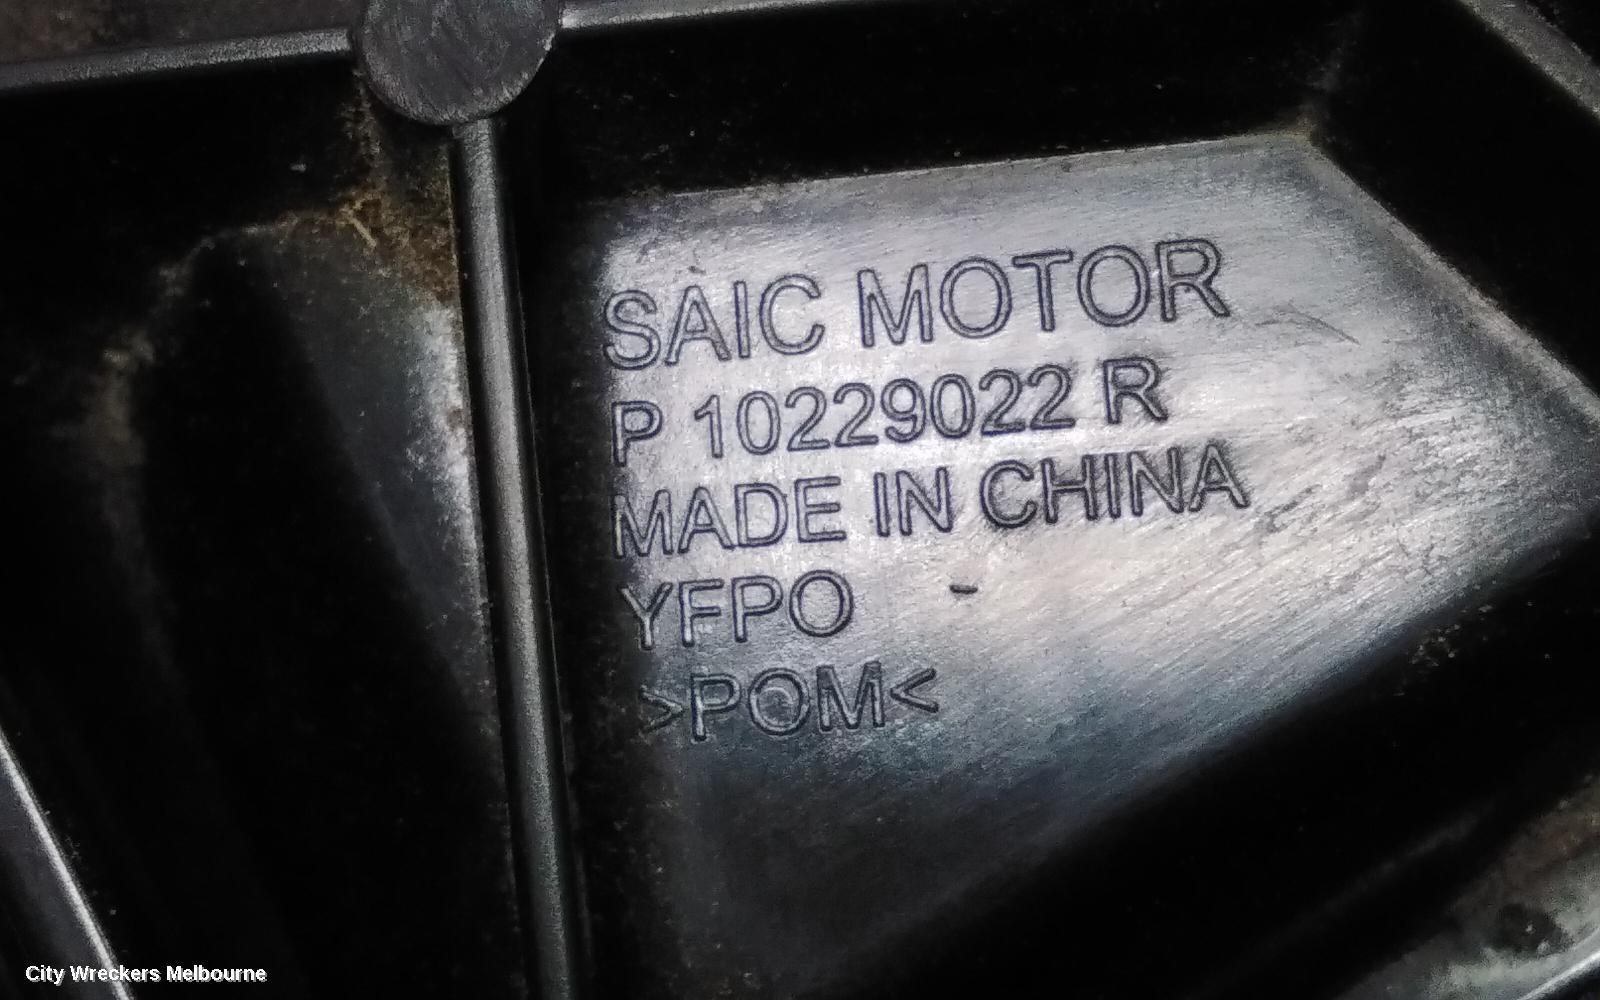 SAIC MOTOR
P 10229022 R
MADE IN CHINA
YFPO -
>POM<
City Wreckers Melbourne